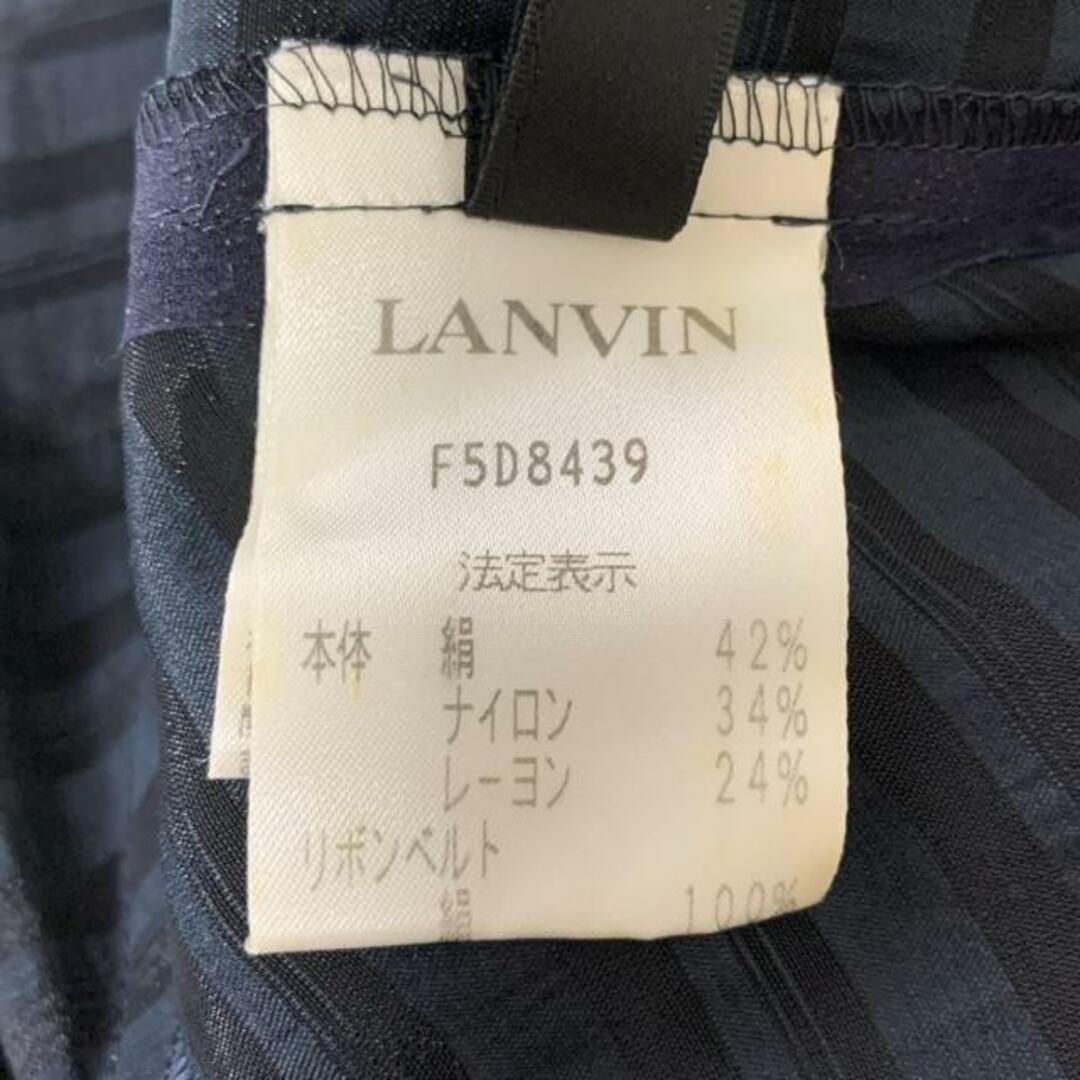 LANVIN
F5D8439
法定表示
本体 絹 42%
ナイロン 34%
レーヨン 24%
リボンベルト
絹 100%